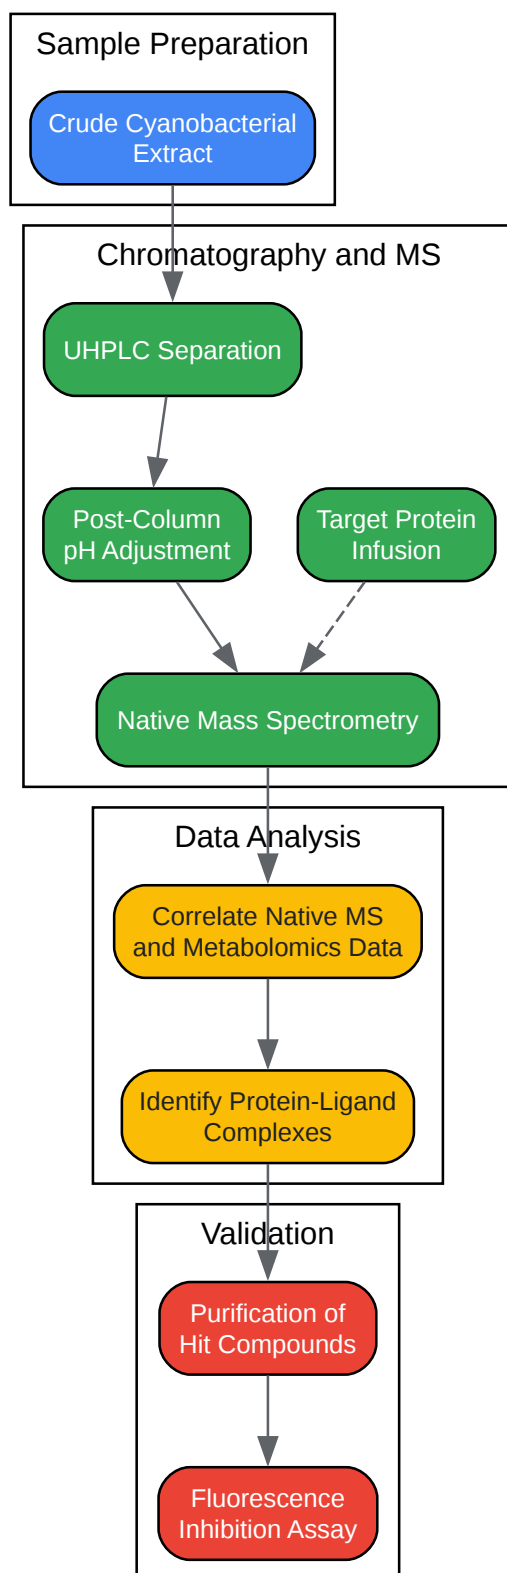 Sample Preparation
Crude Cyanobacterial
Extract
Chromatography and MS
UHPLC Separation
Post-Column
pH Adjustment
Target Protein
Infusion
Native Mass Spectrometry
Data Analysis
Correlate Native MS
and Metabolomics Data
Identify Protein-Ligand
Complexes
Validation
Purification of
Hit Compounds
Fluorescence
Inhibition Assay